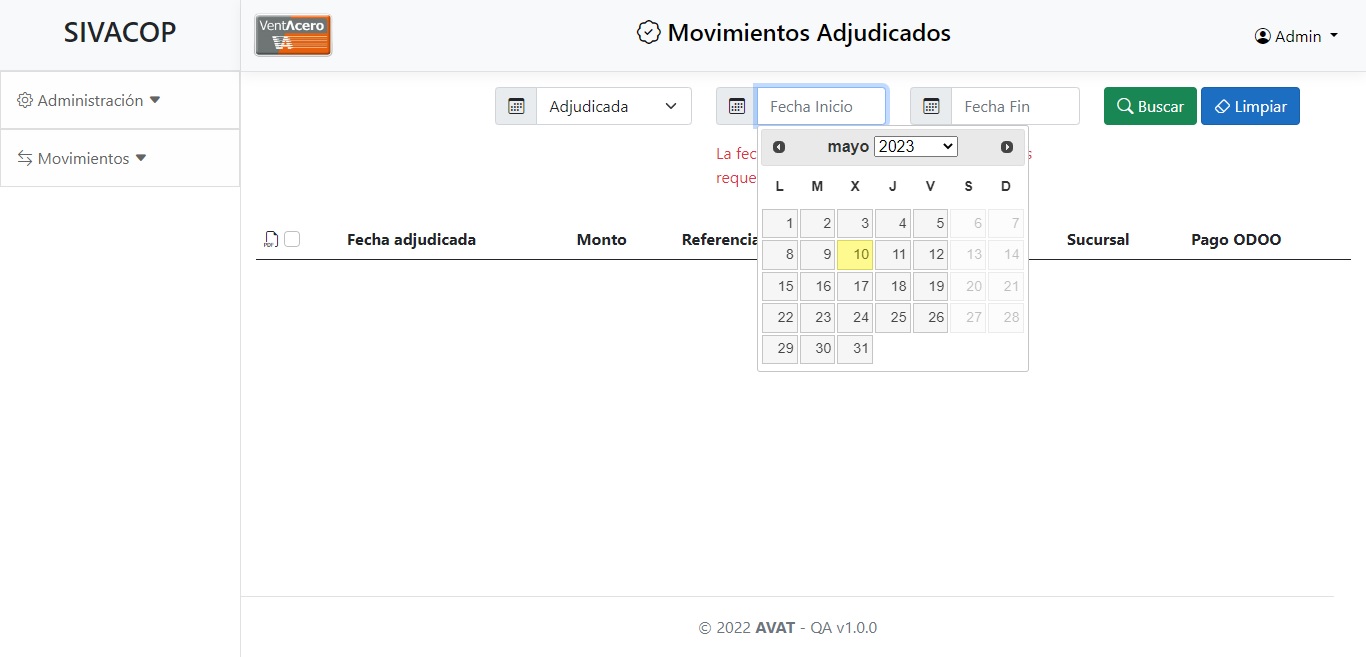 SIVACOP
VentAcero
VA
Movimientos Adjudicados
Admin
Administración
Movimientos
Adjudicada
Fecha Inicio
Fecha Fin
Buscar
Limpiar
La fec
reque
s
mayo 2023
L M X J V S D
1 2 3 4 5 6 7
8 9 10 11 12 13 14
15 16 17 18 19 20 21
22 23 24 25 26 27 28
29 30 31
PDF
Fecha adjudicada
Monto
Referencia
Sucursal
Pago ODOO
© 2022 AVAT - QA v1.0.0